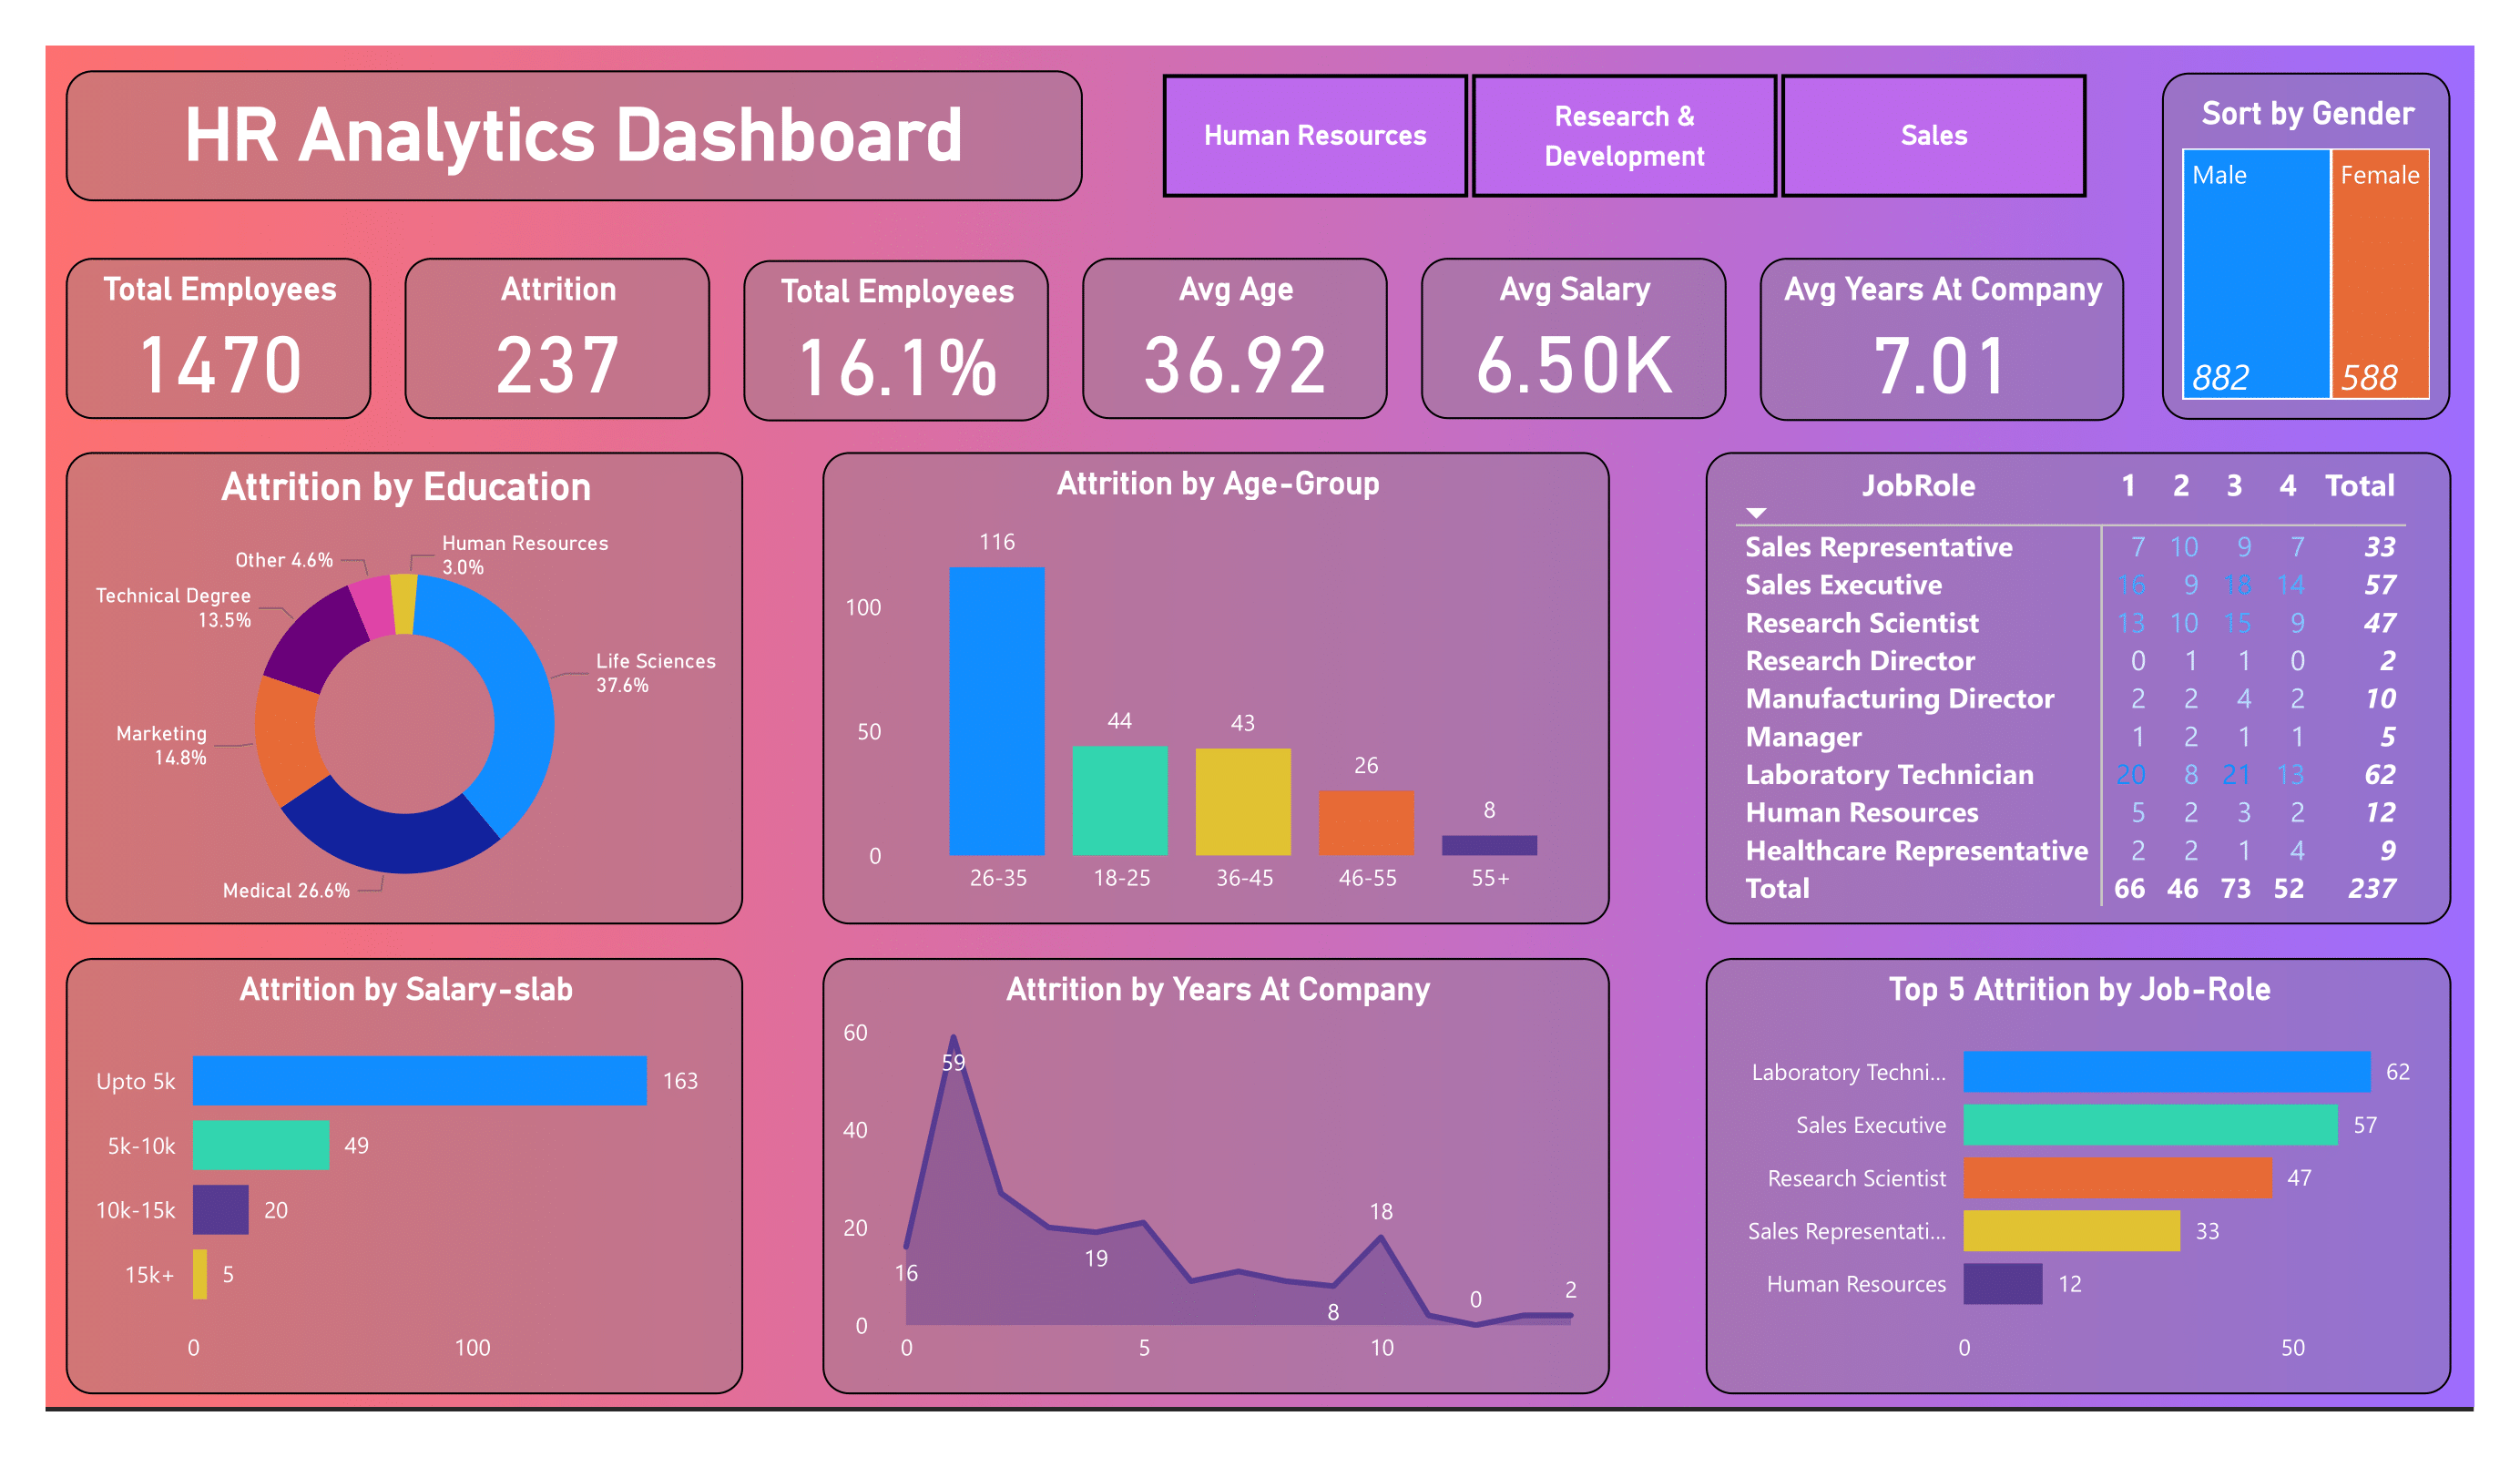 HR Analytics Dashboard
Human Resources
Research &
Development
Sales
Sort by Gender
Male
Female
882
588
Total Employees
1470
Attrition
237
Total Employees
16.1%
Avg Age
36.92
Avg Salary
6.50K
Avg Years At Company
7.01
Attrition by Education
Human Resources
3.0%
Other 4.6%
Technical Degree
13.5%
Life Sciences
37.6%
Marketing
14.8%
Medical 26.6%
Attrition by Age-Group
116
100
44
50
43
26
8
0
26-35 18-25 36-45 46-55 55+
JobRole 1 2 3 4 Total
Sales Representative 7 10 9 7 33
Sales Executive 16 9 18 14 57
Research Scientist 13 10 15 9 47
Research Director 0 1 1 0 2
Manufacturing Director 2 2 4 2 10
Manager 1 2 1 1 5
Laboratory Technician 20 8 21 13 62
Human Resources 5 2 3 2 12
Healthcare Representative 2 2 1 4 9
Total 66 46 73 52 237
Attrition by Salary-slab
Upto 5k 163
5k-10k 49
10k-15k 20
15k+ 5
0 100
Attrition by Years At Company
60
59
40
20
18
19
16
8
0
2
0
0 5 10
Top 5 Attrition by Job-Role
Laboratory Techni... 62
Sales Executive 57
Research Scientist 47
Sales Representati... 33
Human Resources 12
0 50